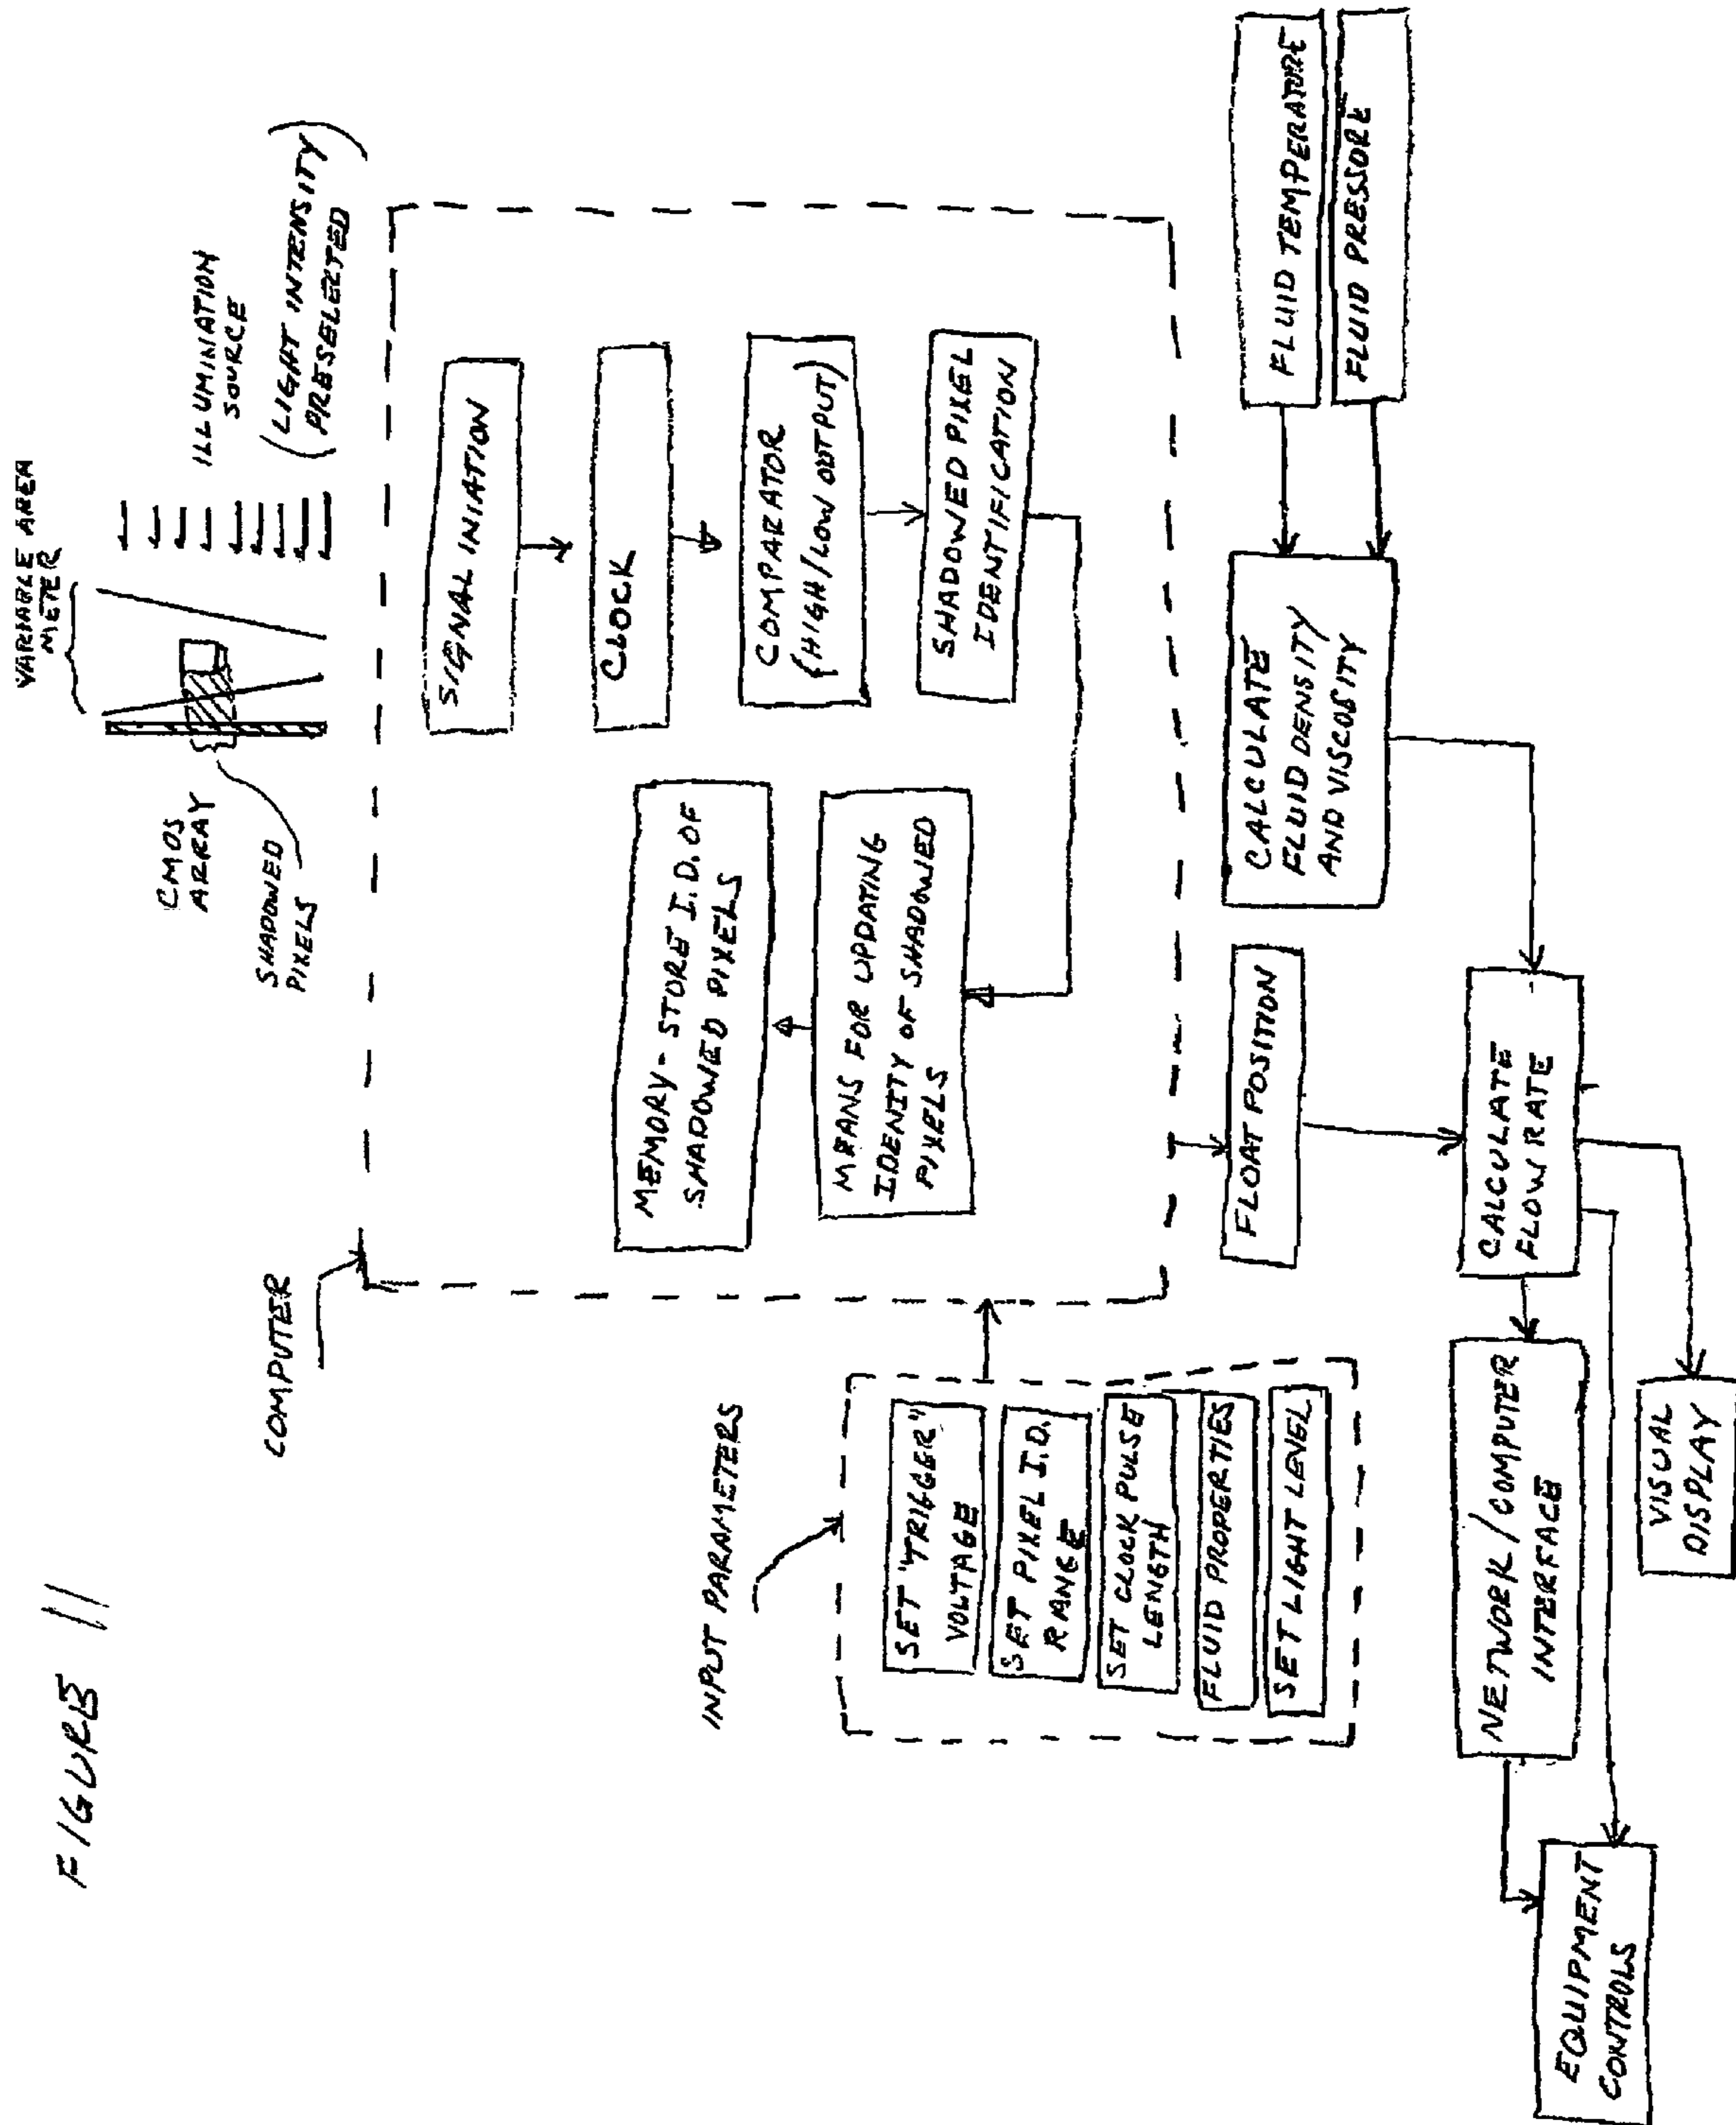 FIGURE 11
VARIABLE AREA
METER
CMOS
ARRAY
SHADOWED
PIXELS
ILLUMINATION
SOURCE
(LIGHT INTENSITY
PRESELECTED)
COMPUTER
SIGNAL INIATION
CLOCK
COMPARATOR
(HIGH/LOW OUTPUT)
SHADOWED PIXEL
IDENTIFICATION
MEMORY - STORE I.D. OF
SHADOWED PIXELS
MEANS FOR UPDATING
IDENITY OF SHADOWED
PIXELS
INPUT PARAMETERS
SET "TRIGGER"
VOLTAGE
SET PIXEL I.D.
RANGE
SET CLOCK PULSE
LENGTH
FLUID PROPERTIES
SET LIGHT LEVEL
FLOAT POSITION
CALCULATE
FLUID DENSITY
AND VISCOSITY
FLUID TEMPERATURE
FLUID PRESSORE
CALCULATE
FLOW RATE
NETWORK/COMPUTER
INTERFACE
VISUAL
DISPLAY
EQUIPMENT
CONTROLS